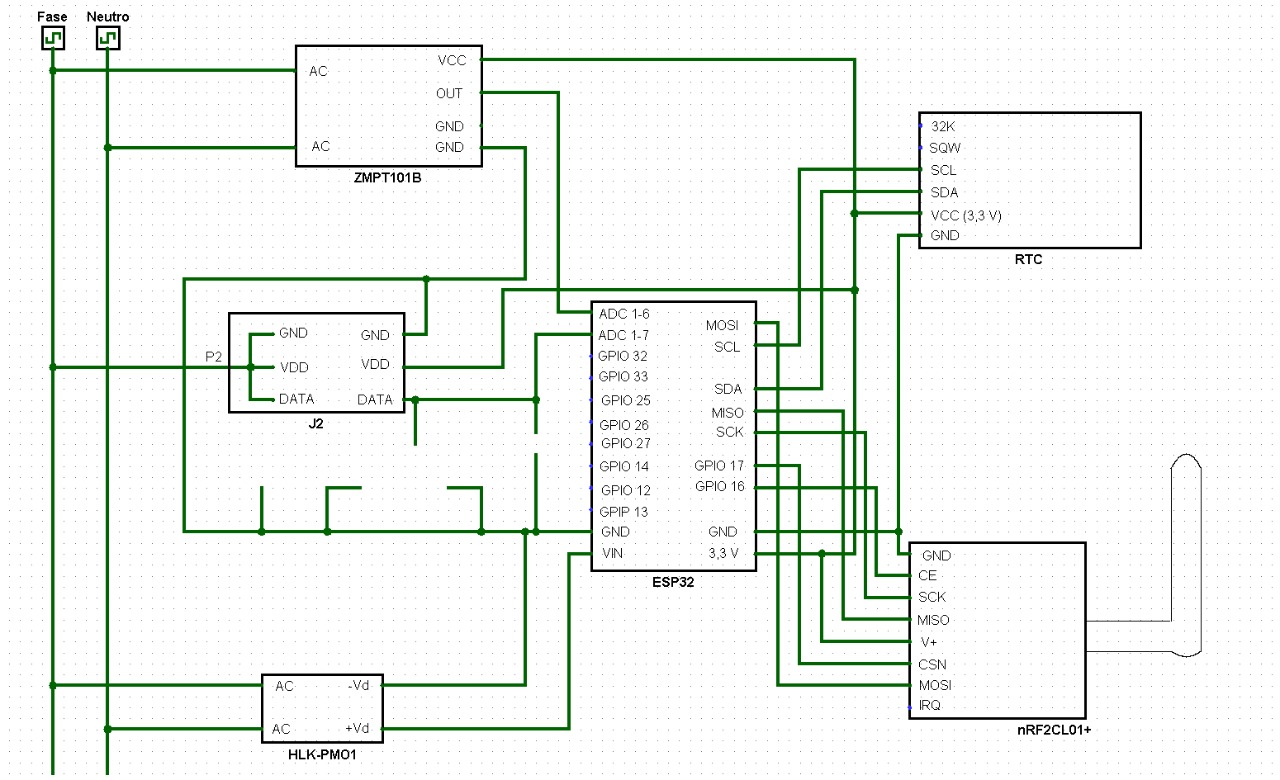 Fase
Neutro
AC
AC
VCC
OUT
GND
GND
ZMPT101B
32K
SQW
SCL
SDA
VCC (3,3 V)
GND
RTC
P2
GND
VDD
DATA
GND
VDD
DATA
J2
ADC 1-6
ADC 1-7
GPIO 32
GPIO 33
GPIO 25
GPIO 26
GPIO 27
GPIO 14
GPIO 12
GPIP 13
GND
VIN
MOSI
SCL
SDA
MISO
SCK
GPIO 17
GPIO 16
GND
3,3 V
ESP32
GND
CE
SCK
MISO
V+
CSN
MOSI
IRQ
nRF2CL01+
AC
AC
-Vd
+Vd
HLK-PMO1